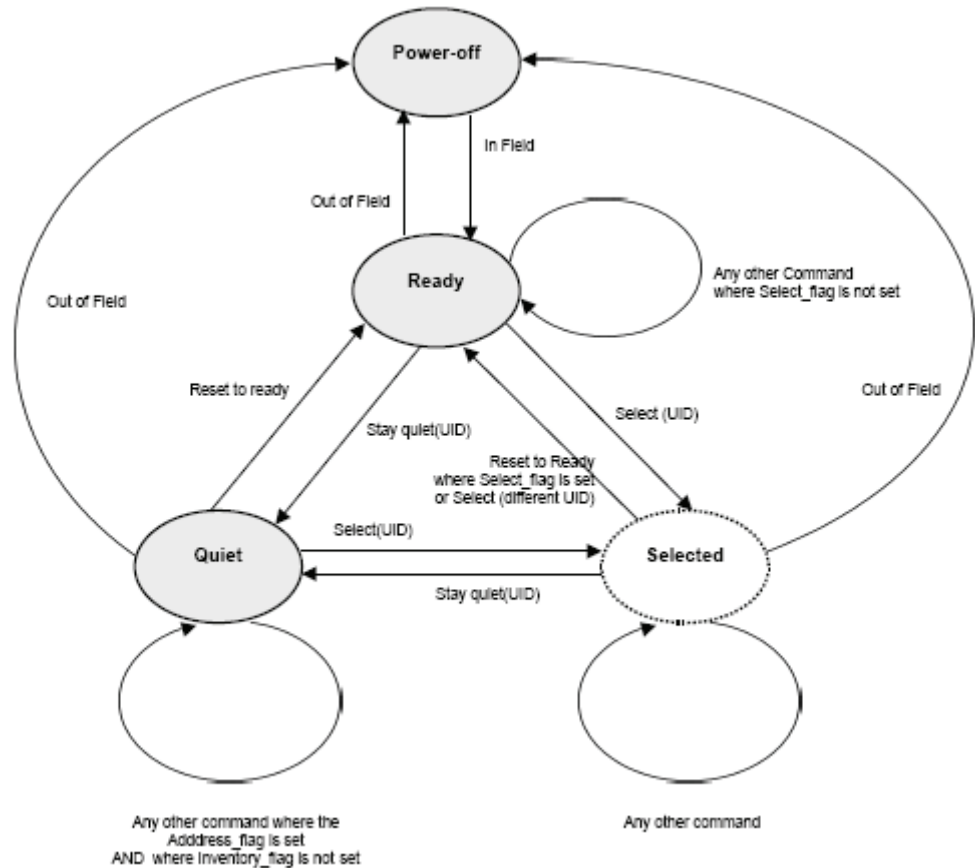 Power-off
In Field
Out of Field
Ready
Any other Command
where Select_flag is not set
Out of Field
Reset to ready
Out of Field
Select (UID)
Stay quiet(UID)
Reset to Ready
where Select_flag is set
or Select (different UID)
Select(UID)
Quiet
Selected
Stay quiet(UID)
Any other command where the
Adddress_flag is set
AND where Inventory_flag is not set
Any other command